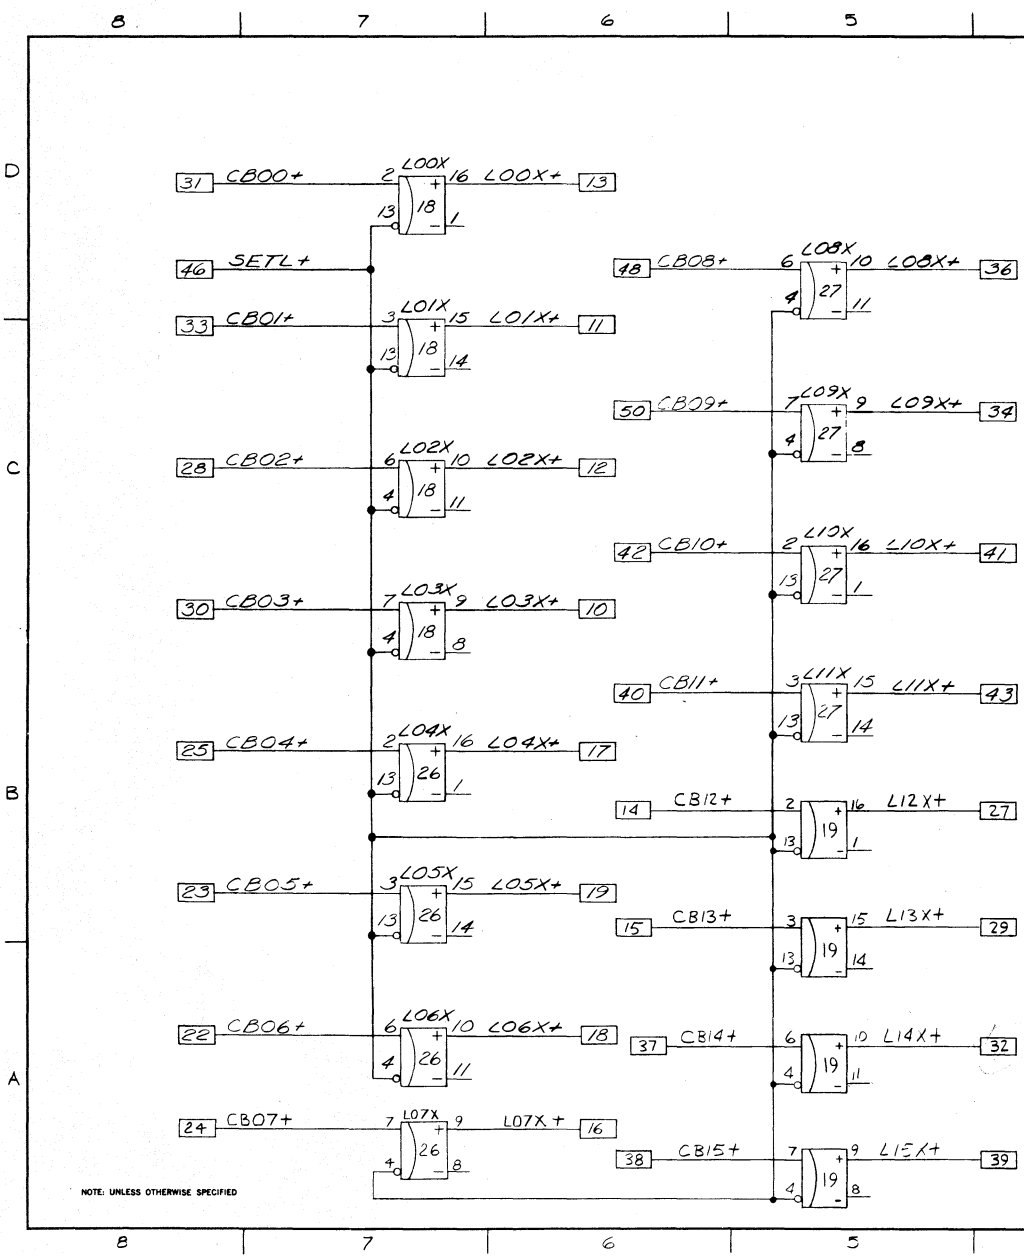 8 7 6 5
D
C
B
A
L00X
31 CB00+ 2 + 16 L00X+ 13
13 18 - 1
46 SETL+
L01X
33 CB01+ 3 + 15 L01X+ 11
13 18 - 14
L02X
28 CB02+ 6 + 10 L02X+ 12
4 18 - 11
L03X
30 CB03+ 7 + 9 L03X+ 10
4 18 - 8
L04X
25 CB04+ 2 + 16 L04X+ 17
13 26 - 1
L05X
23 CB05+ 3 + 15 L05X+ 19
13 26 - 14
L06X
22 CB06+ 6 + 10 L06X+ 18
4 26 - 11
L07X
24 CB07+ 7 + 9 L07X+ 16
4 26 - 8
L08X
48 CB08+ 6 + 10 L08X+ 36
4 27 - 11
L09X
50 CB09+ 7 + 9 L09X+ 34
4 27 - 8
L10X
42 CB10+ 2 + 16 L10X+ 41
13 27 - 1
L11X
40 CB11+ 3 + 15 L11X+ 43
13 27 - 14
14 CB12+ 2 + 16 L12X+ 27
13 19 - 1
15 CB13+ 3 + 15 L13X+ 29
13 19 - 14
37 CB14+ 6 + 10 L14X+ 32
4 19 - 11
38 CB15+ 7 + 9 L15X+ 39
4 19 - 8
NOTE: UNLESS OTHERWISE SPECIFIED
8 7 6 5